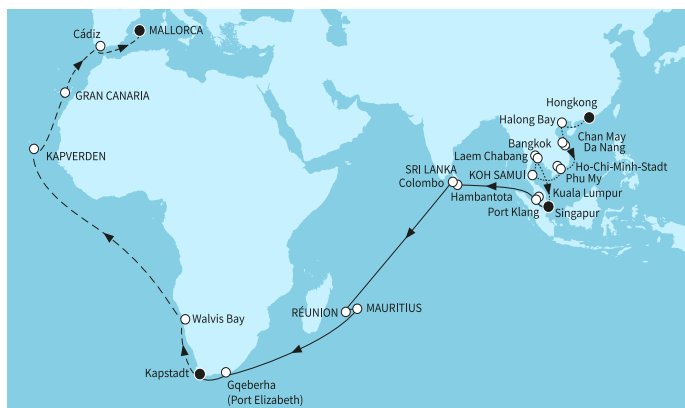 Cádiz
MALLORCA
GRAN CANARIA
KAPVERDEN
Hongkong
Halong Bay
Chan May
Da Nang
Bangkok
Laem Chabang
Ho-Chi-Minh-Stadt
Phu My
KOH SAMUI
SRI LANKA
Colombo
Hambantota
Kuala Lumpur
Port Klang
Singapur
RÉUNION
MAURITIUS
Walvis Bay
Kapstadt
Gqeberha
(Port Elizabeth)